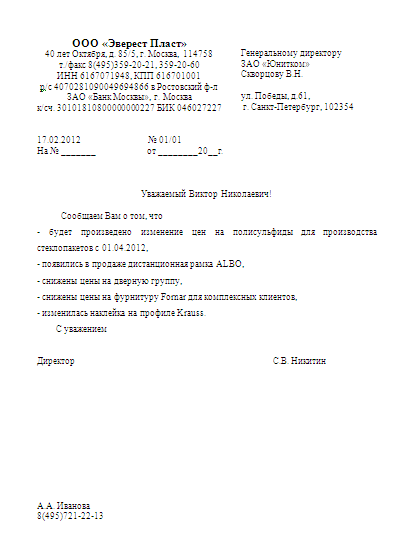 ООО «Эверест Пласт»
40 лет Октября, д. 85/5, г. Москва, 114758
т./факс 8(495)359-20-21, 359-20-60
ИНН 6167071948, КПП 616701001
р/с 4070281090049694866 в Ростовский ф-л
ЗАО «Банк Москвы», г. Москва
к/сч. 30101810800000000227 БИК 046027227
Генеральному директору
ЗАО «Юнитком»
Скворцову В.Н.
ул. Победы, д 61,
г. Санкт-Петербург, 102354
17.02.2012 № 01/01
На № _______ от ________20__г.
Уважаемый Виктор Николаевич!
Сообщаем Вам о том, что
- будет произведено изменение цен на полисульфиды для производства
стеклопакетов с 01.04.2012,
- появились в продаже дистанционная рамка ALBO,
- снижены цены на дверную группу,
- снижены цены на фурнитуру Fornar для комплексных клиентов,
- изменилась наклейка на профиле Krauss.
С уважением
Директор С.В. Никитин
А.А. Иванова
8(495)721-22-13